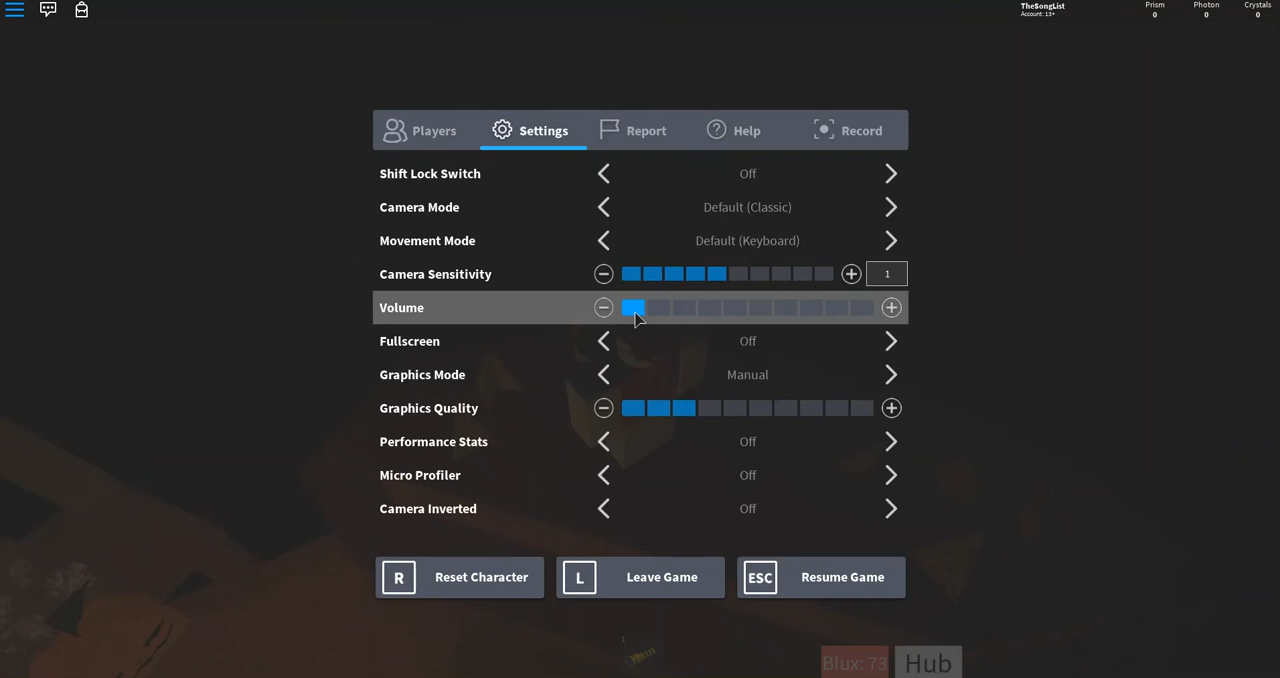 TheSongList
Account: 13+
Prism
0
Photon
0
Crystals
0
Players
Settings
Report
Help
Record
Shift Lock Switch
Off
Camera Mode
Default (Classic)
Movement Mode
Default (Keyboard)
Camera Sensitivity
1
Volume
Fullscreen
Off
Graphics Mode
Manual
Graphics Quality
Performance Stats
Off
Micro Profiler
Off
Camera Inverted
Off
R
Reset Character
L
Leave Game
ESC
Resume Game
1
Blux: 73
Hub